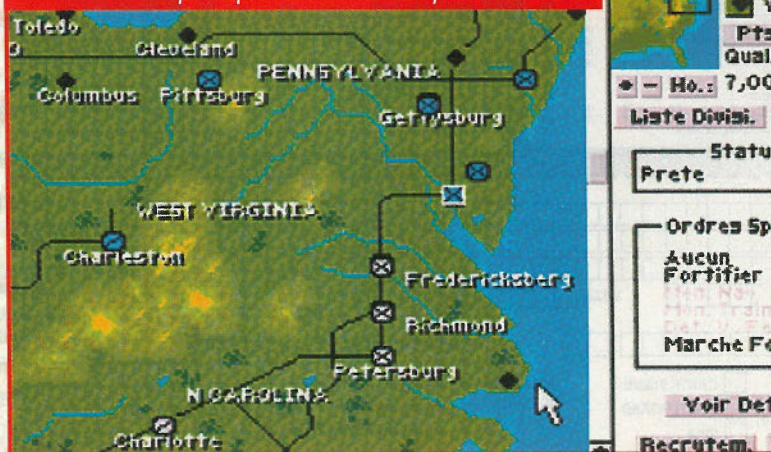 Toledo
Cleveland
PENNSYLVANIA
Columbus
Pittsburg
Gettysburg
WEST VIRGINIA
Charleston
Fredericksberg
Richmond
Petersburg
N CAROLINA
Charlotte
Pts
Qual
+ - Ho.: 7,00
Liste Divisi.
Statu
Prete
Ordres Sp
Aucun
Fortifier
Marche Fo
Voir Det
Recrutem.